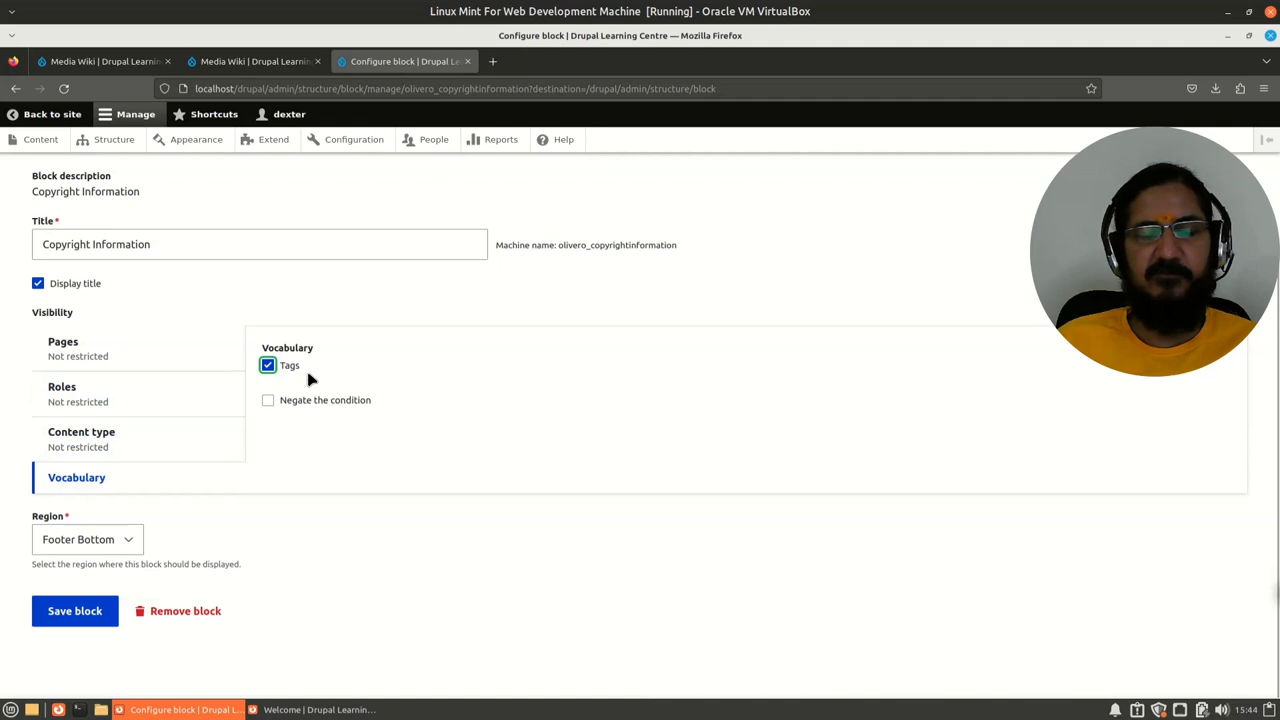 Linux Mint For Web Development Machine [Running] - Oracle VM VirtualBox
Configure block | Drupal Learning Centre — Mozilla Firefox
Media Wiki | Drupal Learnin
Media Wiki | Drupal Learnin
Configure block | Drupal Le
localhost/drupal/admin/structure/block/manage/olivero_copyrightinformation?destination=/drupal/admin/structure/block
Back to site
Manage
Shortcuts
dexter
Content
Structure
Appearance
Extend
Configuration
People
Reports
Help
Block description
Copyright Information
Title*
Copyright Information
Machine name: olivero_copyrightinformation
Display title
Visibility
Pages
Not restricted
Roles
Not restricted
Content type
Not restricted
Vocabulary
Vocabulary
Tags
Negate the condition
Region*
Footer Bottom
Select the region where this block should be displayed.
Save block
Remove block
Configure block | Drupal L...
Welcome | Drupal Learnin...
15:44